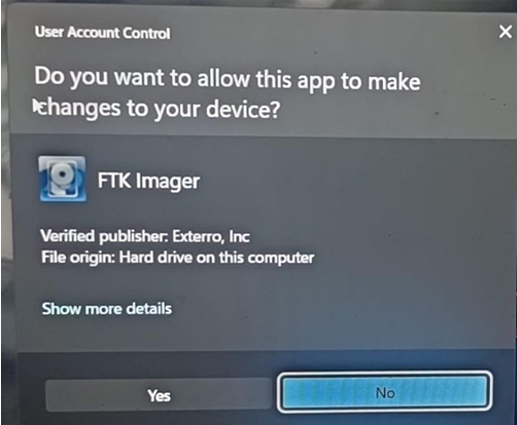 User Account Control
Do you want to allow this app to make
changes to your device?
FTK Imager
Verified publisher: Exterro, Inc
File origin: Hard drive on this computer
Show more details
Yes
No